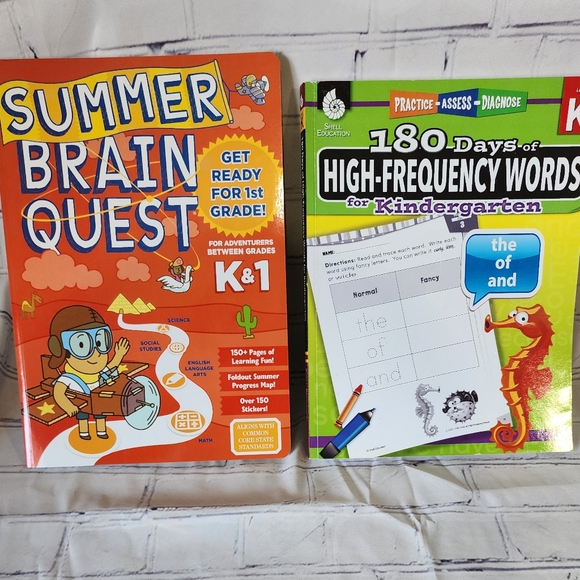 SUMMER
BRAIN
QUEST
GET
READY
FOR 1st
GRADE!
FOR ADVENTURERS
BETWEEN GRADES
K&1
SCIENCE
SOCIAL
STUDIES
ENGLISH
LANGUAGE
ARTS
MATH
150+ Pages of
Learning Fun!
Foldout Summer
Progress Map!
Over 150
Stickers!
ALIGNS WITH
COMMON
CORE STATE
STANDARDS
SHELL
EDUCATION
PRACTICE - ASSESS - DIAGNOSE
K
180 Days of
HIGH-FREQUENCY WORDS
for Kindergarten
NAME:
3
Directions: Read and trace each word. Write each
word using fancy letters. You can write it curly,
or
Normal
Fancy
the
of
and
the
of
and